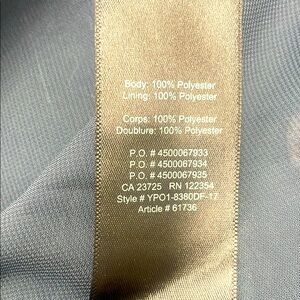 Body: 100% Polyester
Lining: 100% Polyester
Corps: 100% Polyester
Doublure: 100% Polyester
P.O. # 4500067933
P.O. # 4500067934
P.O. # 4500067935
CA 23725 RN 122354
Style # YPO1-8380DF-17
Article # 61736